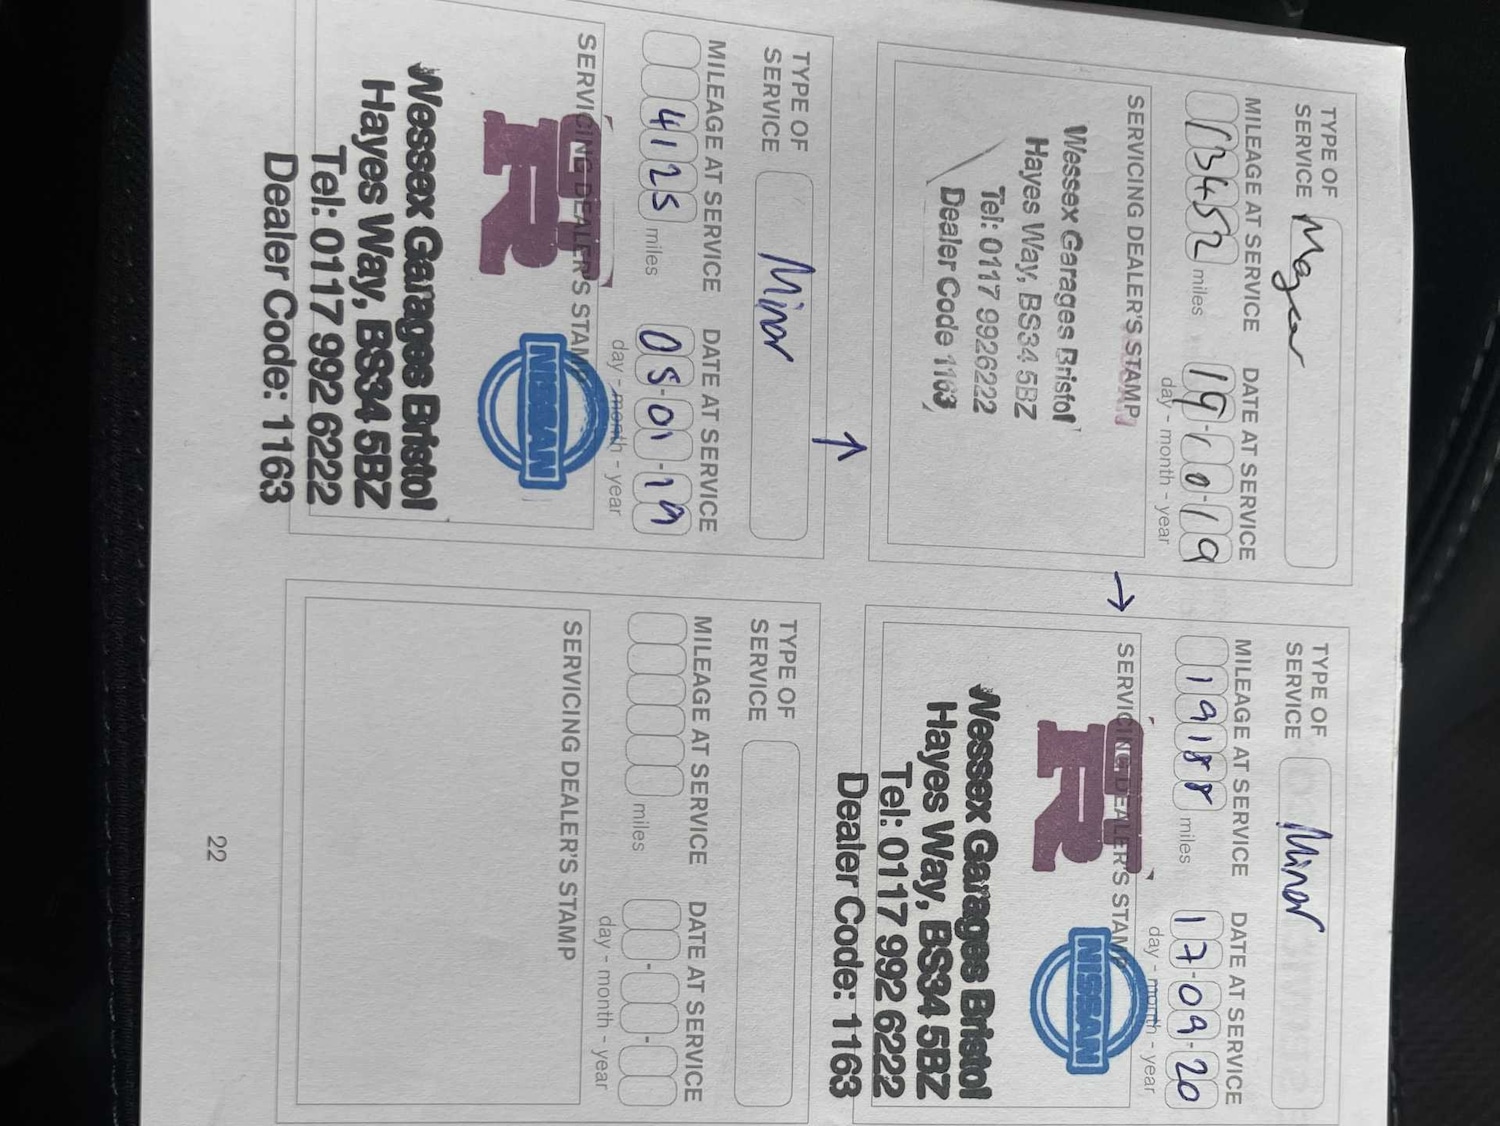 TYPE OF
SERVICE
Major
MILEAGE AT SERVICE
DATE AT SERVICE
13452 miles
19-10-19
day - month - year
SERVICING DEALER'S STAMP
Wessex Garages Bristol
Hayes Way, BS34 5BZ
Tel: 0117 9926222
Dealer Code 1163
TYPE OF
SERVICE
Minor
MILEAGE AT SERVICE
DATE AT SERVICE
19188 miles
17-09-20
day - month - year
SERVICING DEALER'S STAMP
R
NISSAN
Wessex Garages Bristol
Hayes Way, BS34 5BZ
Tel: 0117 992 6222
Dealer Code: 1163
TYPE OF
SERVICE
Minor
MILEAGE AT SERVICE
DATE AT SERVICE
4125 miles
05-01-19
day - month - year
SERVICING DEALER'S STAMP
R
NISSAN
Wessex Garages Bristol
Hayes Way, BS34 5BZ
Tel: 0117 992 6222
Dealer Code: 1163
TYPE OF
SERVICE
MILEAGE AT SERVICE
DATE AT SERVICE
miles
day - month - year
SERVICING DEALER'S STAMP
22